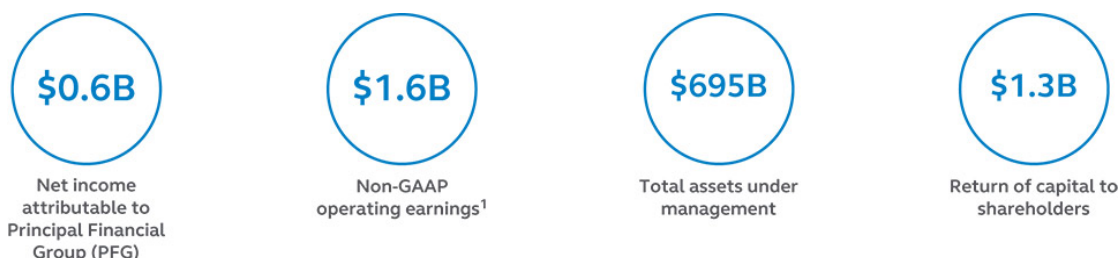 $0.6B
Net income
attributable to
Principal Financial
Group (PFG)
$1.6B
Non-GAAP
operating earnings¹
$695B
Total assets under
management
$1.3B
Return of capital to
shareholders